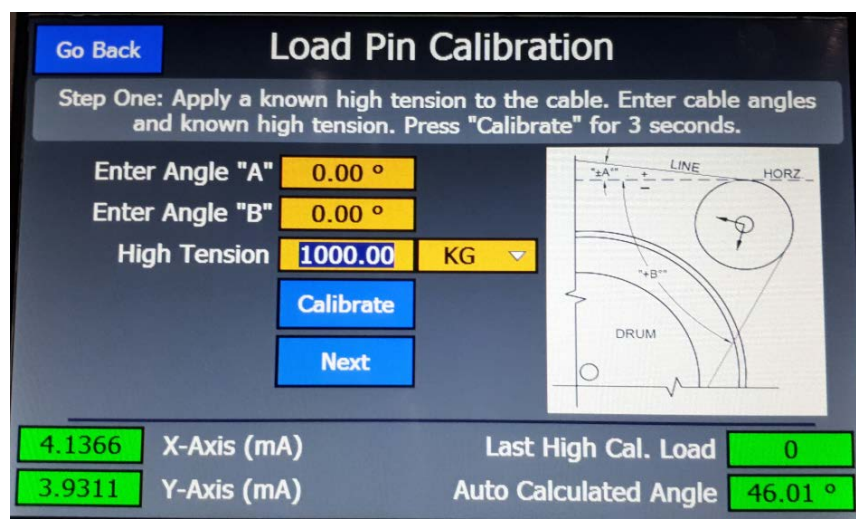 Go Back
Load Pin Calibration
Step One: Apply a known high tension to the cable. Enter cable angles
and known high tension. Press "Calibrate" for 3 seconds.
Enter Angle "A" 0.00 °
Enter Angle "B" 0.00 °
High Tension 1000.00 KG
Calibrate
Next
"±A°"
+
−
LINE
HORZ
"+B°"
DRUM
4.1366 X-Axis (mA)
Last High Cal. Load 0
3.9311 Y-Axis (mA)
Auto Calculated Angle 46.01 °